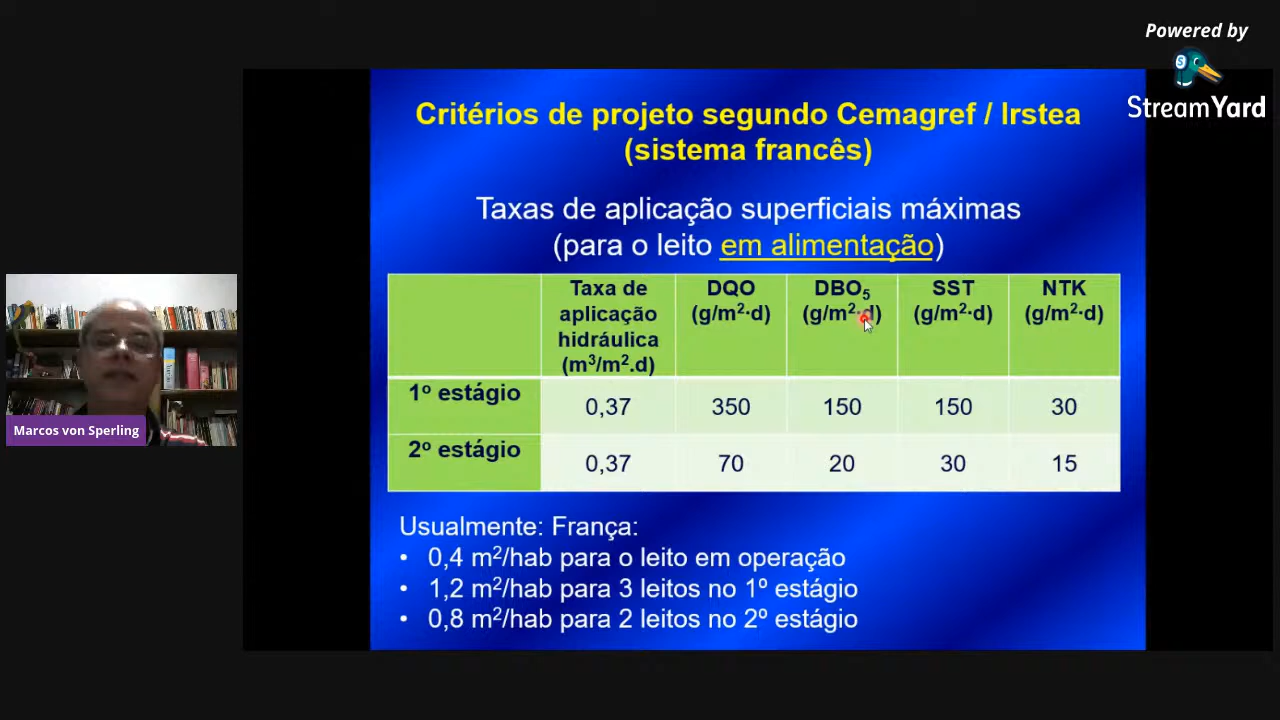 Powered by
StreamYard
Critérios de projeto segundo Cemagref / Irstea
(sistema francês)
Taxas de aplicação superficiais máximas
(para o leito em alimentação)
Taxa de aplicação hidráulica (m³/m².d) DQO (g/m²·d) DBO₅ (g/m²·d) SST (g/m²·d) NTK (g/m²·d)
1º estágio 0,37 350 150 150 30
2º estágio 0,37 70 20 30 15
Usualmente: França:
• 0,4 m²/hab para o leito em operação
• 1,2 m²/hab para 3 leitos no 1º estágio
• 0,8 m²/hab para 2 leitos no 2º estágio
Marcos von Sperling